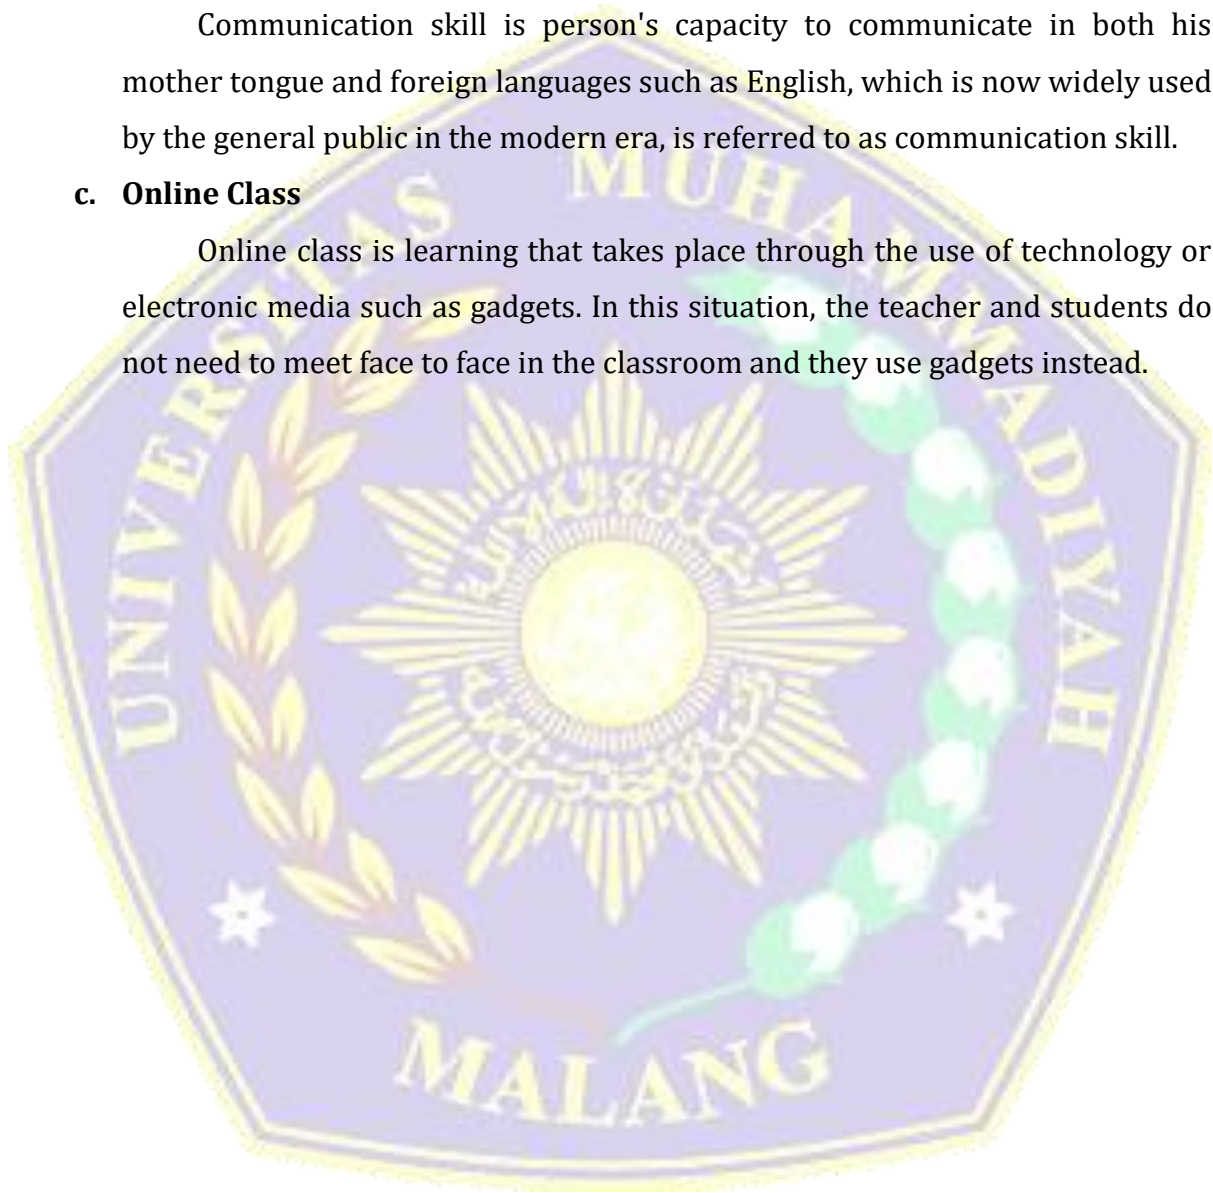 Communication skill is person's capacity to communicate in both his
mother tongue and foreign languages such as English, which is now widely used
by the general public in the modern era, is referred to as communication skill.
c. Online Class
Online class is learning that takes place through the use of technology or
electronic media such as gadgets. In this situation, the teacher and students do
not need to meet face to face in the classroom and they use gadgets instead.
UNIVERSITAS MUHAMMADIYAH
MALANG